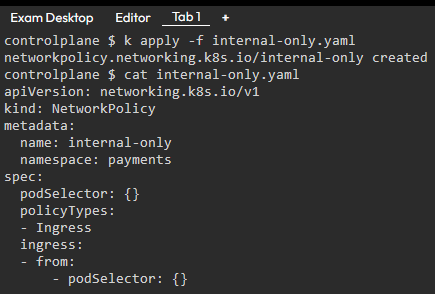 Exam Desktop Editor Tab 1 +
controlplane $ k apply -f internal-only.yaml
networkpolicy.networking.k8s.io/internal-only created
controlplane $ cat internal-only.yaml
apiVersion: networking.k8s.io/v1
kind: NetworkPolicy
metadata:
  name: internal-only
  namespace: payments
spec:
  podSelector: {}
  policyTypes:
  - Ingress
  ingress:
  - from:
      - podSelector: {}